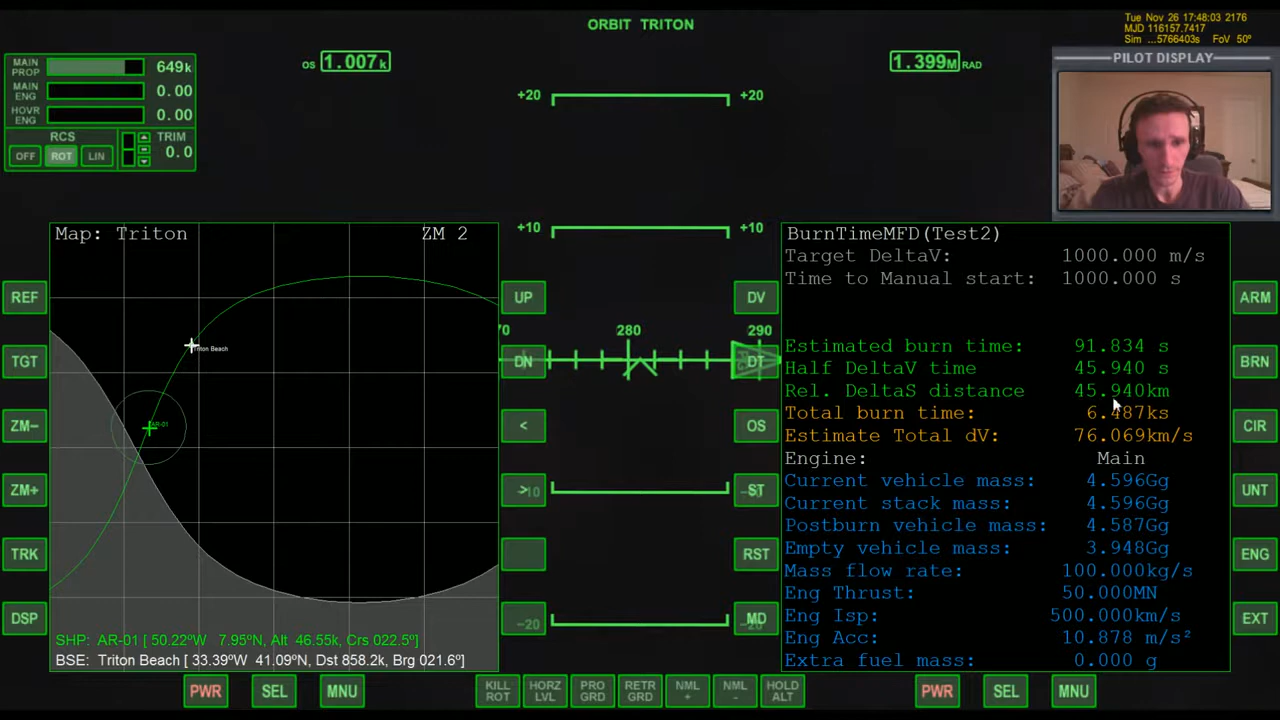 ORBIT TRITON
Tue Nov 26 17:48:03 2176
MJD 116157.7417
Sim ...5766403s FoV 50°
PILOT DISPLAY
MAIN PROP 649k
MAIN ENG 0.00
HOVR ENG 0.00
RCS
OFF ROT LIN
TRIM
0.0
OS 1.007k
1.399M RAD
+20 +20
+10 +10
280 290
-20
Map: Triton ZM 2
Triton Beach
AR-01
SHP: AR-01 [ 50.22°W 7.95°N, Alt 46.55k, Crs 022.5°]
BSE: Triton Beach [ 33.39°W 41.09°N, Dst 858.2k, Brg 021.6°]
REF
TGT
ZM-
ZM+
TRK
DSP
UP
DN
<
>
PWR SEL MNU
BurnTimeMFD(Test2)
Target DeltaV: 1000.000 m/s
Time to Manual start: 1000.000 s
Estimated burn time: 91.834 s
Half DeltaV time 45.940 s
Rel. DeltaS distance 45.940km
Total burn time: 6.487ks
Estimate Total dV: 76.069km/s
Engine: Main
Current vehicle mass: 4.596Gg
Current stack mass: 4.596Gg
Postburn vehicle mass: 4.587Gg
Empty vehicle mass: 3.948Gg
Mass flow rate: 100.000kg/s
Eng Thrust: 50.000MN
Eng Isp: 500.000km/s
Eng Acc: 10.878 m/s²
Extra fuel mass: 0.000 g
DV
DT
OS
ST
RST
MD
ARM
BRN
CIR
UNT
ENG
EXT
KILL ROT
HORZ LVL
PRO GRD
RETR GRD
NML +
NML -
HOLD ALT
PWR SEL MNU